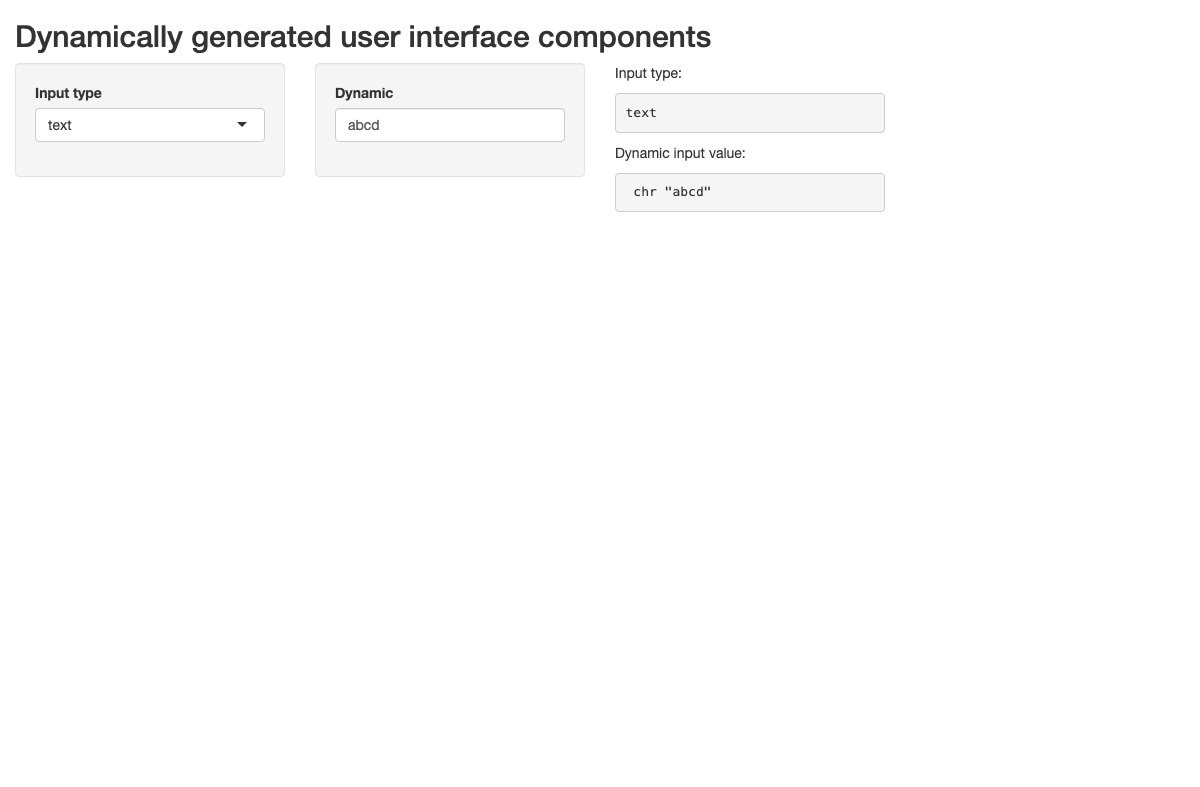 Dynamically generated user interface components
Input type
text
Dynamic
abcd
Input type:
text
Dynamic input value:
chr "abcd"